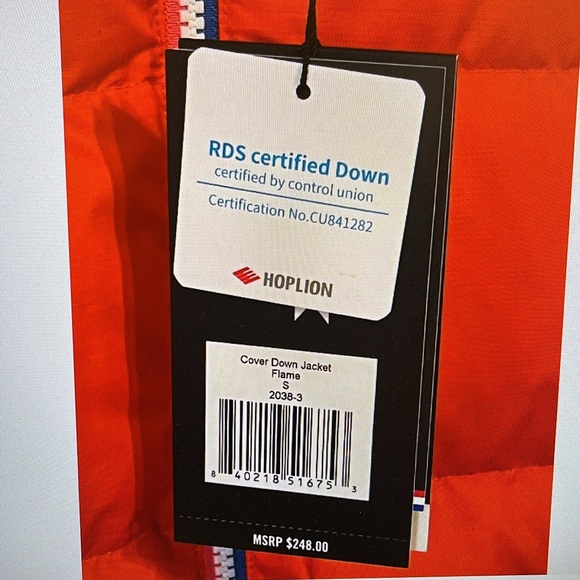 RDS certified Down
certified by control union
Certification No.CU841282
HOPLION
Cover Down Jacket
Flame
S
2038-3
8 40218 51675 3
MSRP $248.00